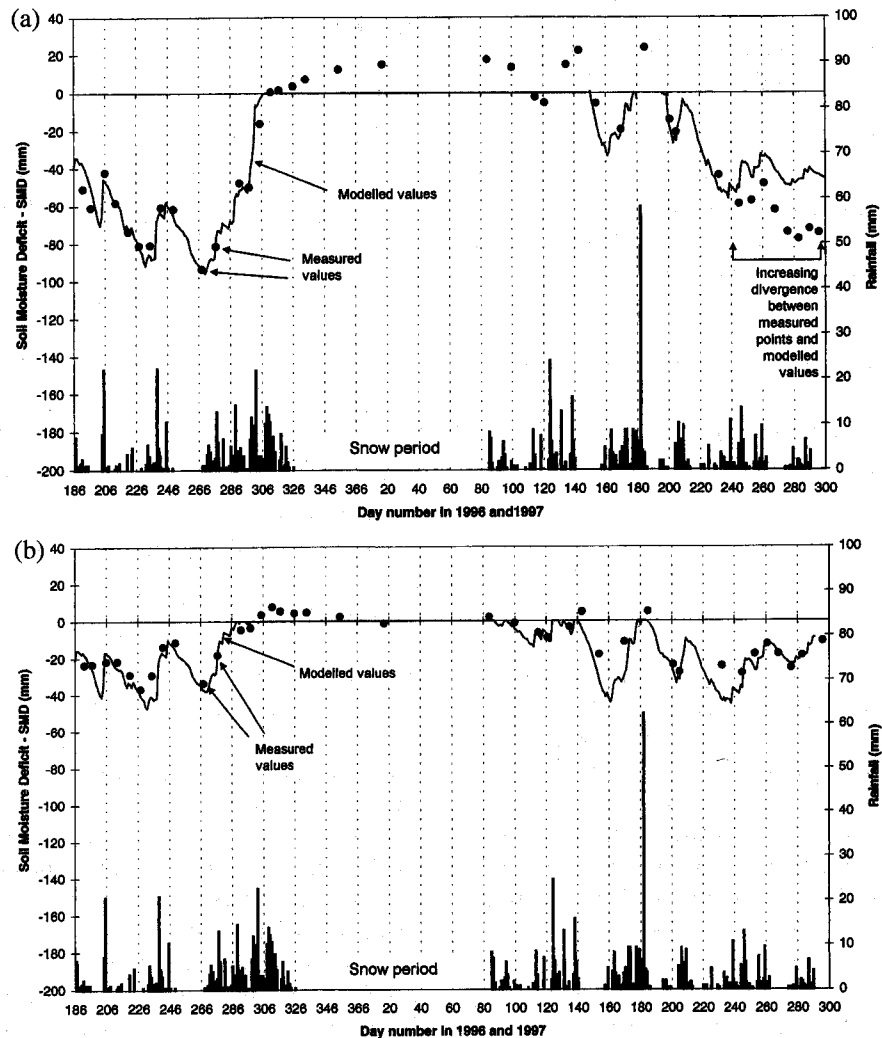 (a)
40
20
0
-20
-40
-60
-80
-100
-120
-140
-160
-180
-200
Soil Moisture Deficit - SMD (mm)
100
90
80
70
60
50
40
30
20
10
0
Rainfall (mm)
Modelled values
Measured
values
Increasing
divergence
between
measured
points and
modelled
values
Snow period
186 206 226 246 266 286 306 326 346 366 20 40 60 80 100 120 140 160 180 200 220 240 260 280 300
Day number in 1996 and1997
(b)
40
20
0
-20
-40
-60
-80
-100
-120
-140
-160
-180
-200
Soil Moisture Deficit - SMD (mm)
100
90
80
70
60
50
40
30
20
10
0
Rainfall (mm)
Modelled values
Measured
values
Snow period
186 206 226 246 266 286 306 326 346 366 20 40 60 80 100 120 140 160 180 200 220 240 260 280 300
Day number in 1996 and 1997